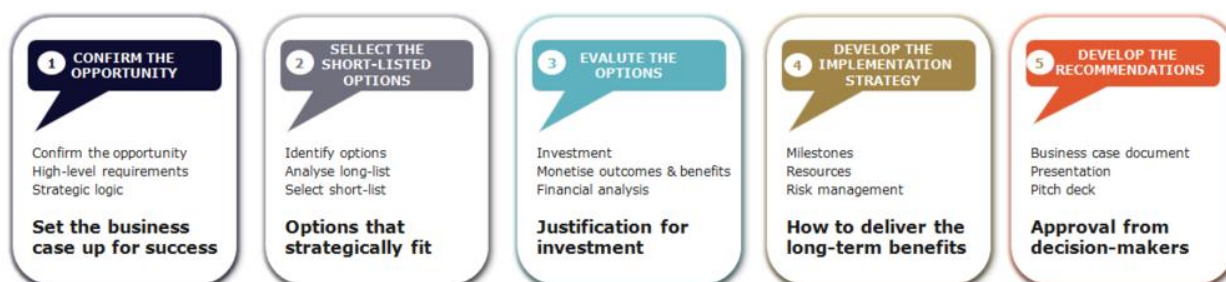 1 CONFIRM THE
OPPORTUNITY
Confirm the opportunity
High-level requirements
Strategic logic
Set the business
case up for success
2 SELLECT THE
SHORT-LISTED
OPTIONS
Identify options
Analyse long-list
Select short-list
Options that
strategically fit
3 EVALUTE THE
OPTIONS
Investment
Monetise outcomes & benefits
Financial analysis
Justification for
investment
4 DEVELOP THE
IMPLEMENTATION
STRATEGY
Milestones
Resources
Risk management
How to deliver the
long-term benefits
5 DEVELOP THE
RECOMMENDATIONS
Business case document
Presentation
Pitch deck
Approval from
decision-makers